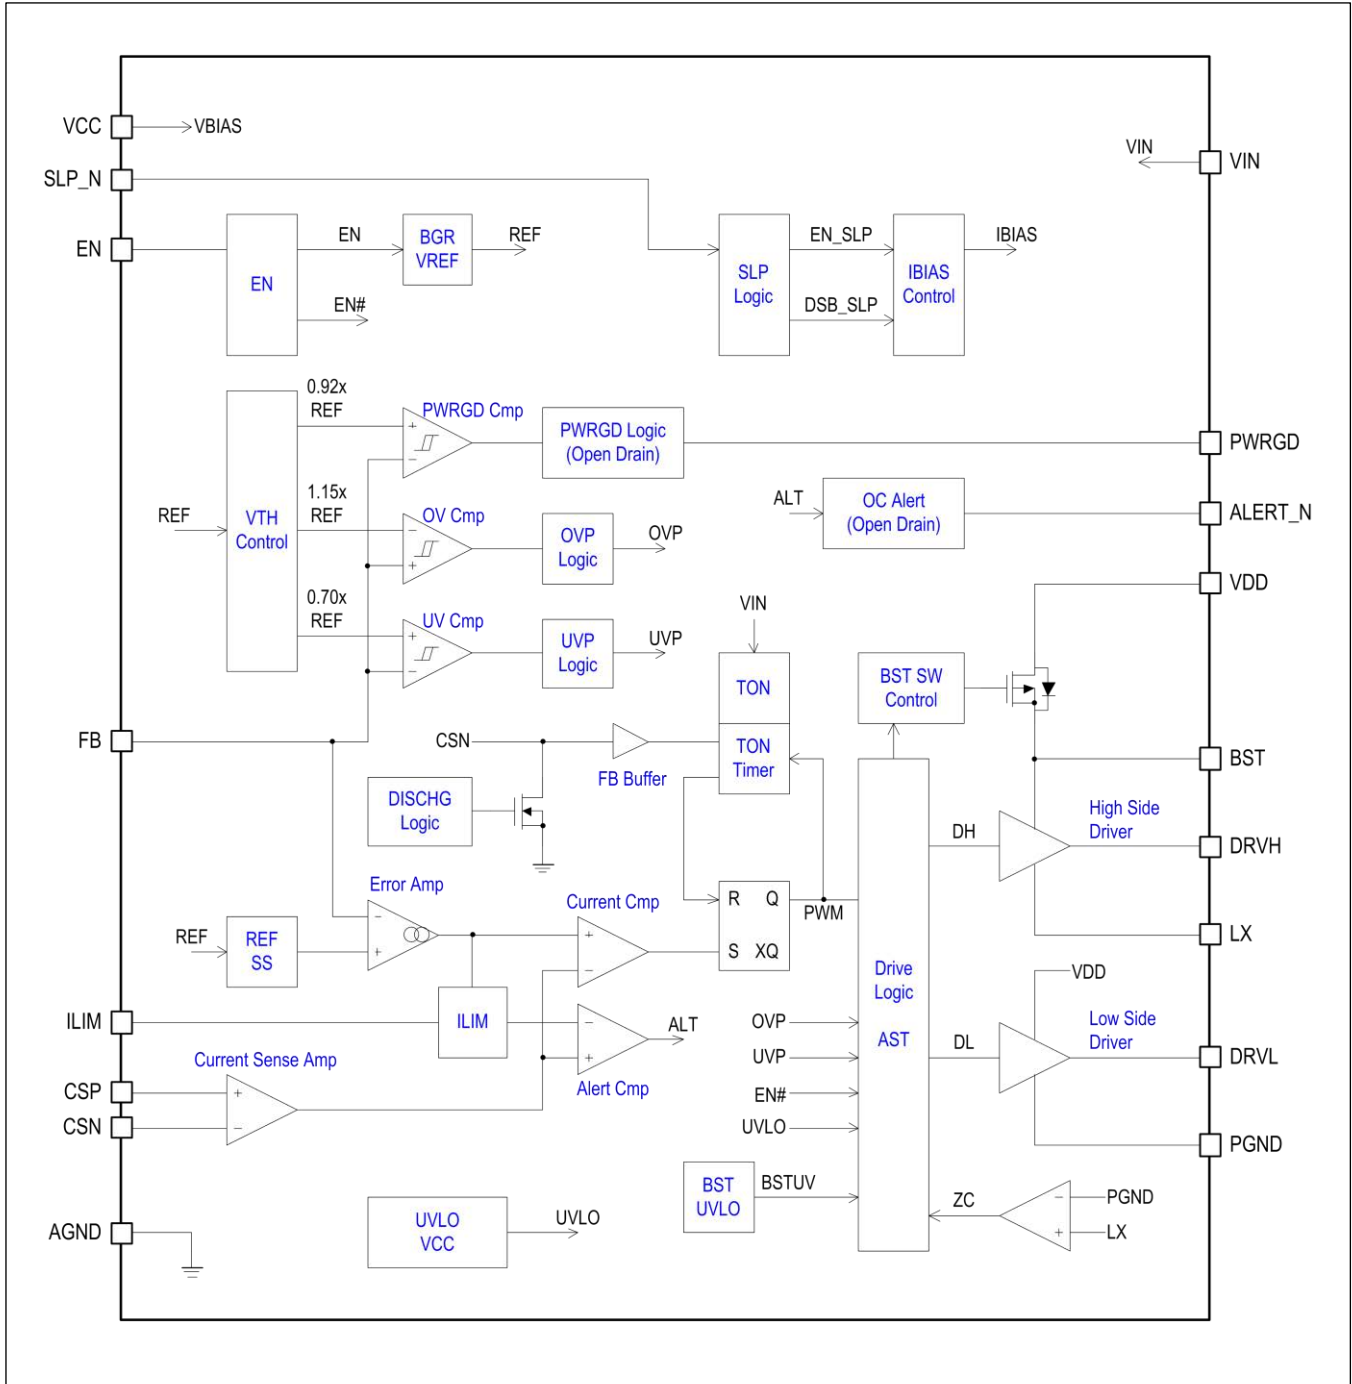 VCC
VBIAS
VIN
VIN
SLP_N
EN
EN
EN
EN#
BGR
VREF
REF
SLP
Logic
EN_SLP
DSB_SLP
IBIAS
Control
IBIAS
0.92x
REF
PWRGD Cmp
PWRGD Logic
(Open Drain)
PWRGD
REF
VTH
Control
1.15x
REF
OV Cmp
OVP
Logic
OVP
ALT
OC Alert
(Open Drain)
ALERT_N
VDD
0.70x
REF
UV Cmp
UVP
Logic
UVP
VIN
TON
BST SW
Control
FB
CSN
FB Buffer
TON
Timer
BST
DISCHG
Logic
DH
High Side
Driver
DRVH
Error Amp
REF
REF
SS
-
+
Current Cmp
+
-
R Q
S XQ
PWM
LX
Drive
Logic
AST
VDD
ILIM
ILIM
-
+
ALT
Alert Cmp
OVP
UVP
EN#
UVLO
DL
Low Side
Driver
DRVL
Current Sense Amp
CSP
CSN
+
-
PGND
BST
UVLO
BSTUV
ZC
-
+
PGND
LX
AGND
UVLO
VCC
UVLO